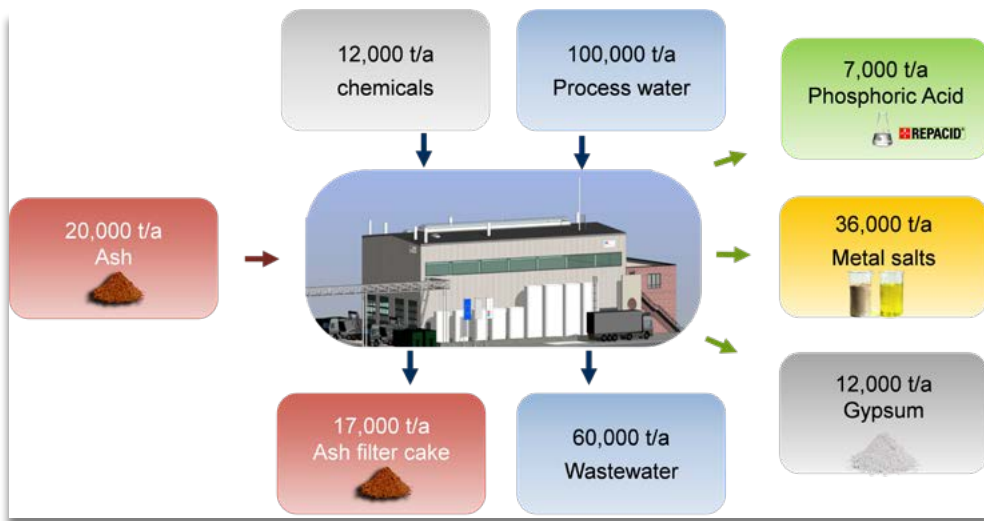 12,000 t/a
chemicals
100,000 t/a
Process water
7,000 t/a
Phosphoric Acid
REPACID®
20,000 t/a
Ash
36,000 t/a
Metal salts
17,000 t/a
Ash filter cake
60,000 t/a
Wastewater
12,000 t/a
Gypsum